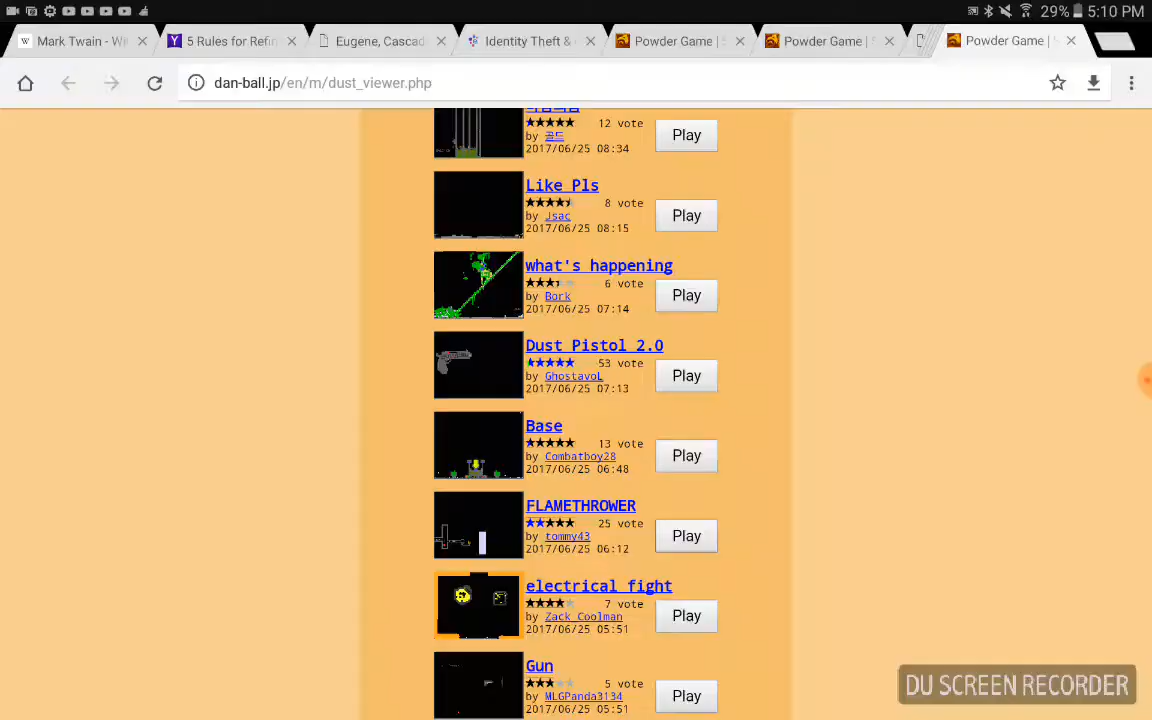 29% 5:10 PM
Mark Twain - Wi
5 Rules for Refin
Eugene, Cascad
Identity Theft &
Powder Game | S
Powder Game | S
Powder Game | S
dan-ball.jp/en/m/dust_viewer.php
12 vote
by 골드
2017/06/25 08:34
Play
Like Pls
8 vote
by Jsac
2017/06/25 08:15
Play
what's happening
6 vote
by Bork
2017/06/25 07:14
Play
Dust Pistol 2.0
53 vote
by GhostavoL
2017/06/25 07:13
Play
Base
13 vote
by Combatboy28
2017/06/25 06:48
Play
FLAMETHROWER
25 vote
by tommy43
2017/06/25 06:12
Play
electrical fight
7 vote
by Zack Coolman
2017/06/25 05:51
Play
Gun
5 vote
by MLGPanda3134
2017/06/25 05:51
Play
DU SCREEN RECORDER